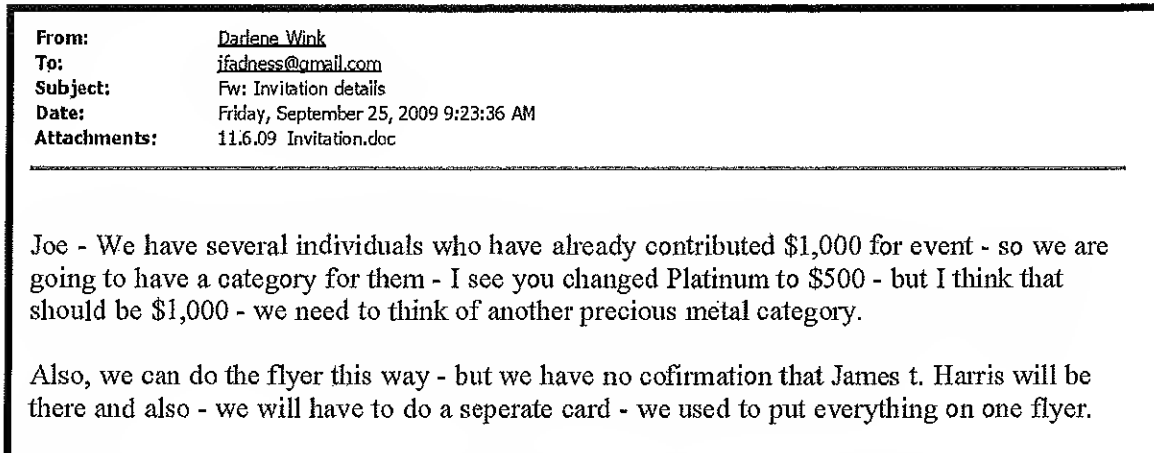 From: Darlene Wink
To: jfadness@gmail.com
Subject: Fw: Invitation details
Date: Friday, September 25, 2009 9:23:36 AM
Attachments: 11.6.09 Invitation.doc
Joe - We have several individuals who have already contributed $1,000 for event - so we are
going to have a category for them - I see you changed Platinum to $500 - but I think that
should be $1,000 - we need to think of another precious metal category.
Also, we can do the flyer this way - but we have no cofirmation that James t. Harris will be
there and also - we will have to do a seperate card - we used to put everything on one flyer.